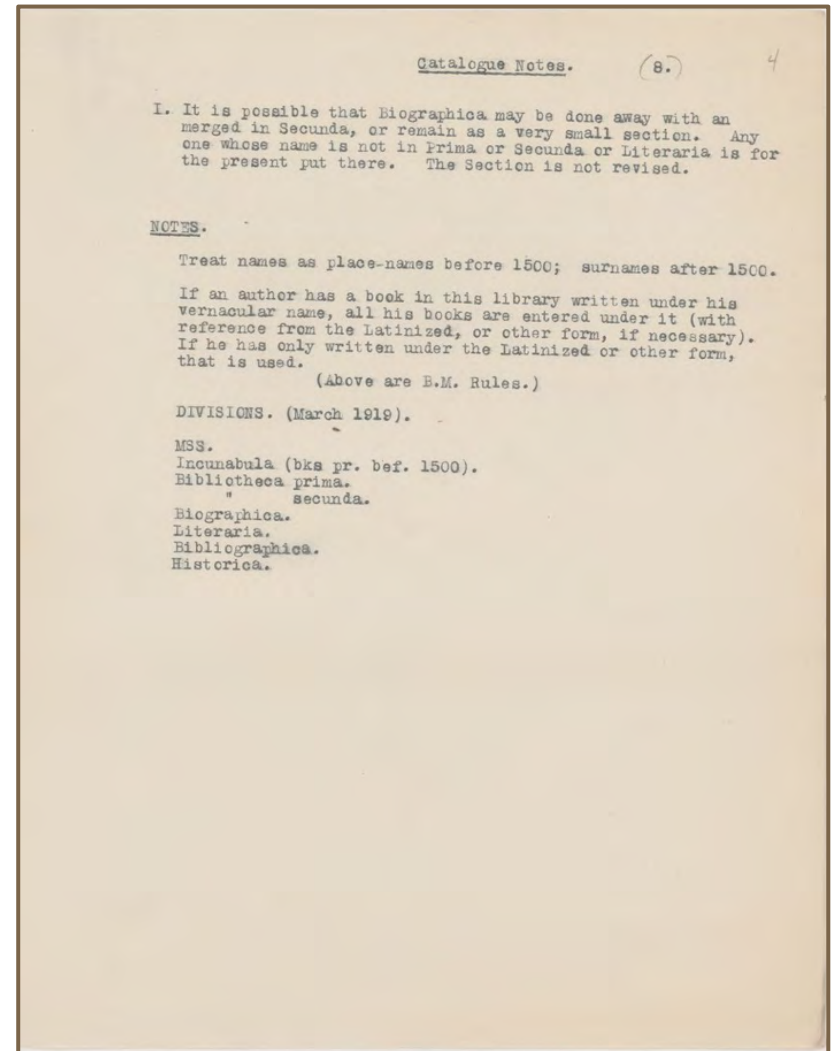 Catalogue Notes. (8.) 4
I. It is possible that Biographica may be done away with an
merged in Secunda, or remain as a very small section. Any
one whose name is not in Prima or Secunda or Literaria is for
the present put there. The Section is not revised.
NOTES.
Treat names as place-names before 1500; surnames after 1500.
If an author has a book in this library written under his
vernacular name, all his books are entered under it (with
reference from the Latinized, or other form, if necessary).
If he has only written under the Latinized or other form,
that is used.
(Above are B.M. Rules.)
DIVISIONS. (March 1919).
MSS.
Incunabula (bks pr. bef. 1500).
Bibliotheca prima.
" secunda.
Biographica.
Literaria.
Bibliographica.
Historica.